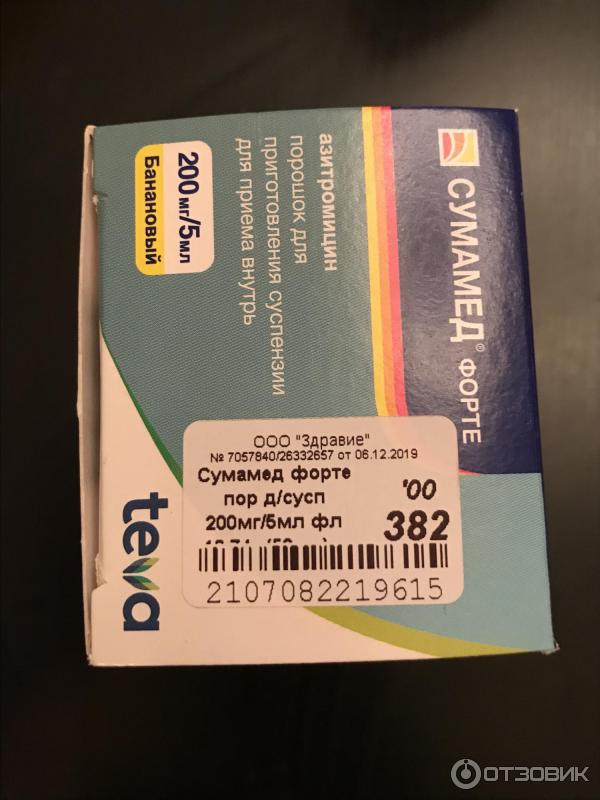 СУМАМЕД® ФОРТЕ
азитромицин
порошок для
приготовления суспензии
для приема внутрь
200 мг/5мл
Банановый
teva
ООО "Здравие"
№ 7057840/26332657 от 06.12.2019
Сумамед форте
пор д/сусп
200мг/5мл фл
382 '00
2107082219615
ОТЗОВИК